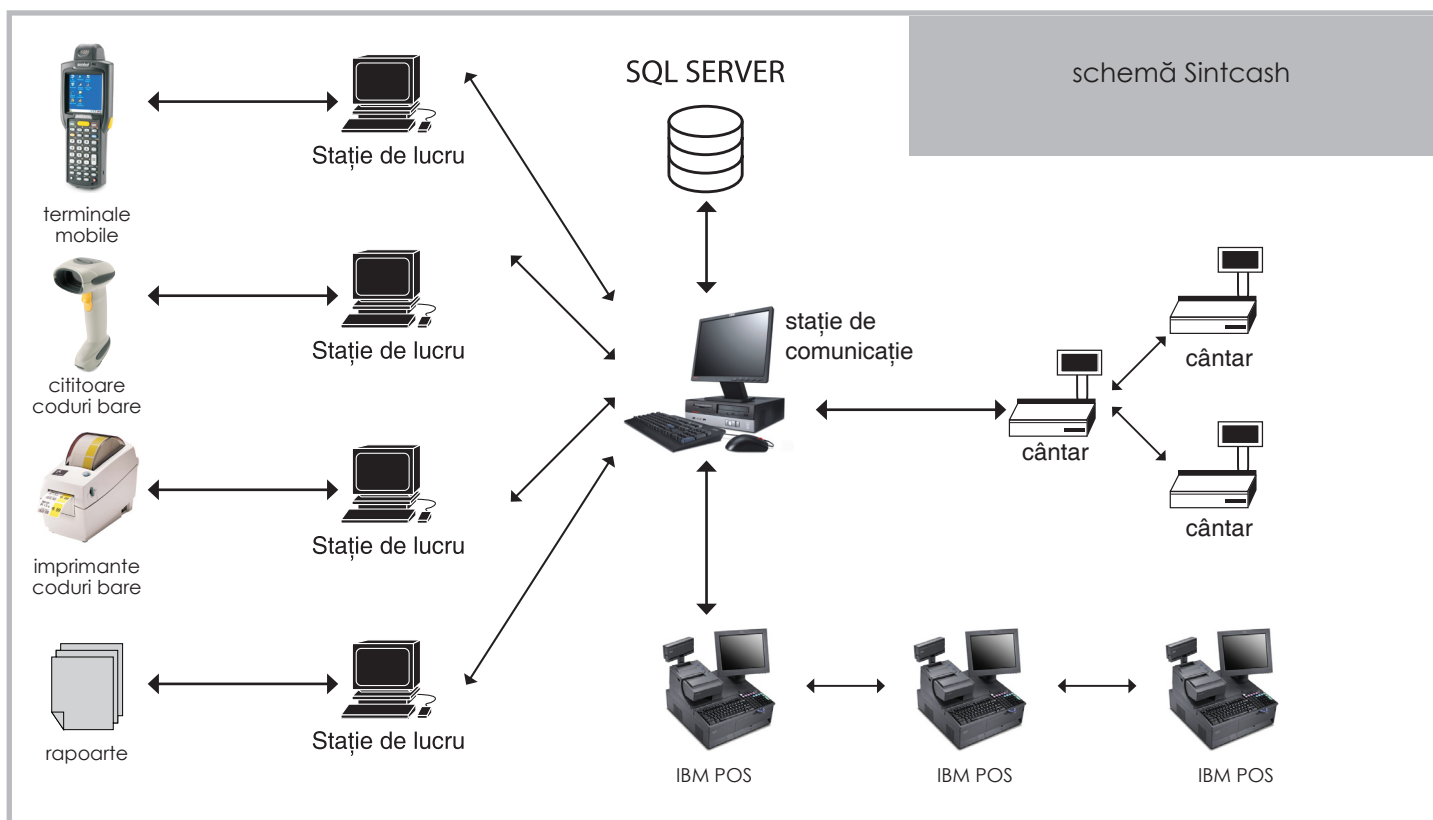 schemă Sintcash
SQL SERVER
Stație de lucru
terminale
mobile
Stație de lucru
cititoare
coduri bare
stație de
comunicație
cântar
cântar
cântar
Stație de lucru
imprimante
coduri bare
Stație de lucru
rapoarte
IBM POS
IBM POS
IBM POS